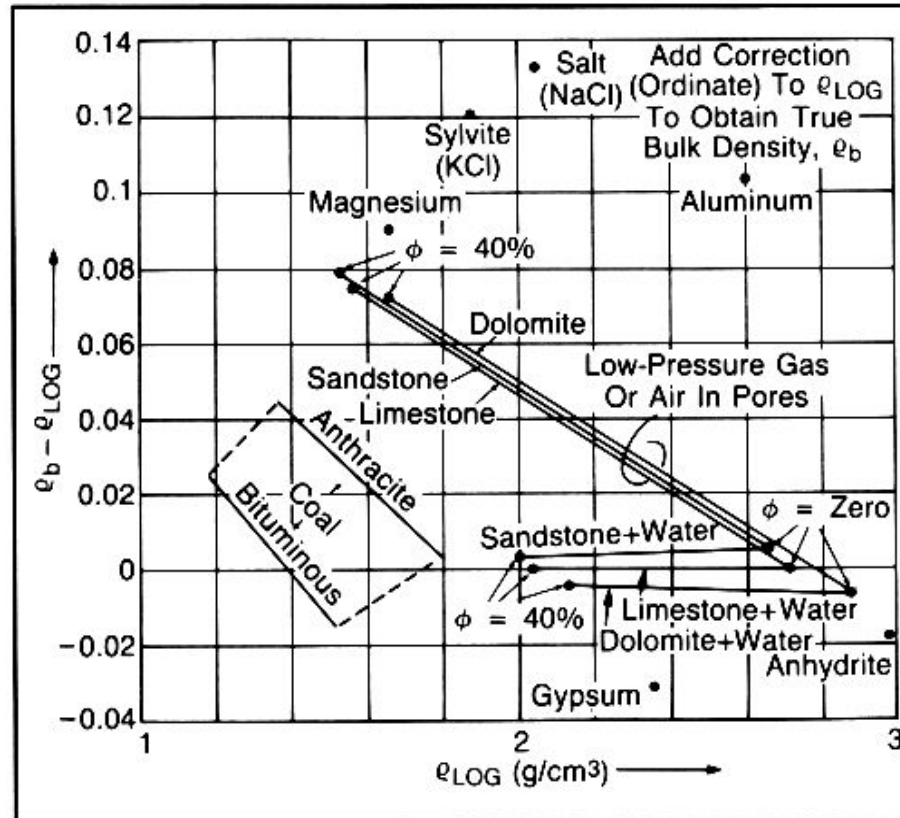 0.14
0.12
0.1
0.08
0.06
0.04
0.02
0
−0.02
−0.04
ϱb − ϱLOG
Salt
(NaCl)
Add Correction
(Ordinate) To ϱLOG
To Obtain True
Bulk Density, ϱb
Sylvite
(KCl)
Aluminum
Magnesium
ϕ = 40%
Dolomite
Sandstone
Limestone
Low-Pressure Gas
Or Air In Pores
Anthracite
Coal
Bituminous
ϕ = Zero
Sandstone+Water
ϕ = 40%
Limestone+Water
Dolomite+Water
Anhydrite
Gypsum
1
2
3
ϱLOG (g/cm³)